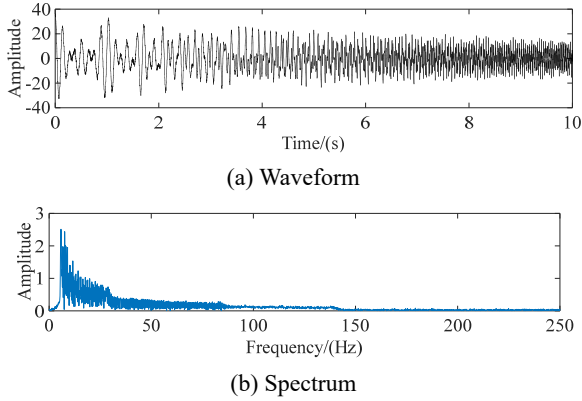 40
20
0
-20
-40
Amplitude
0 2 4 6 8 10
Time/(s)
(a) Waveform
3
2
1
0
Amplitude
0 50 100 150 200 250
Frequency/(Hz)
(b) Spectrum